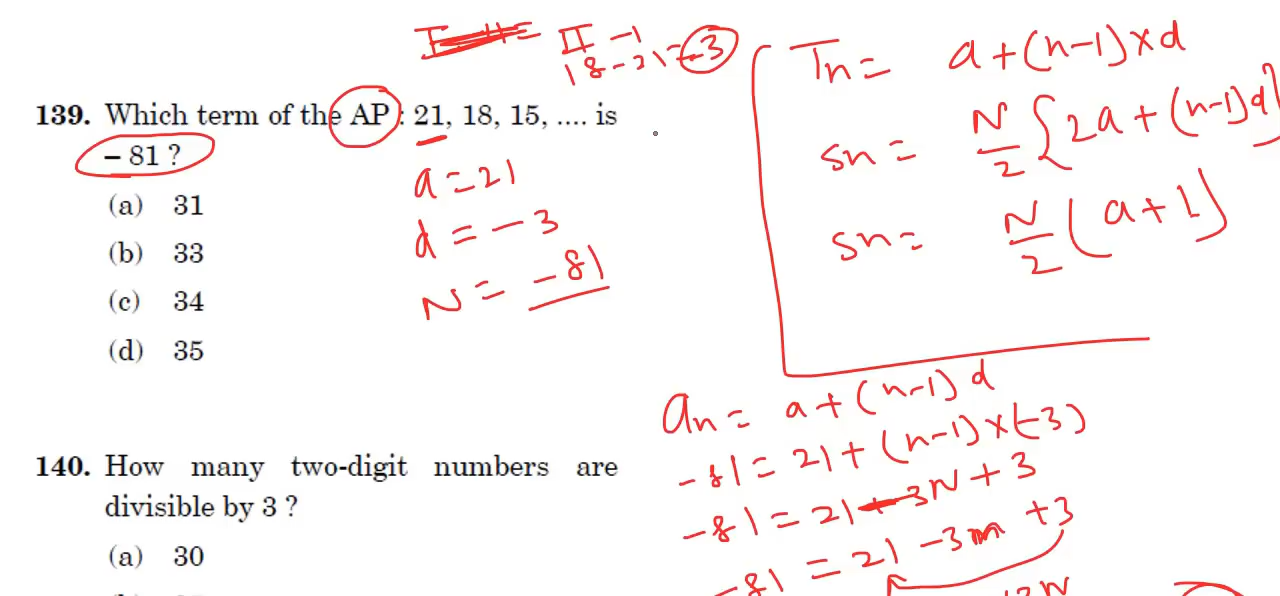 II - 1
18 - 21 = -3
139. Which term of the AP : 21, 18, 15, .... is
– 81 ?
(a) 31
(b) 33
(c) 34
(d) 35
a = 21
d = - 3
N = - 81
Tn = a + (n-1) × d
Sn = N/2 { 2a + (n-1) d }
Sn = N/2 ( a + l )
an = a + (n-1) d
-81 = 21 + (n-1) × (-3)
-81 = 21 - 3N + 3
-81 = 21 - 3n + 3
140. How many two-digit numbers are
divisible by 3 ?
(a) 30